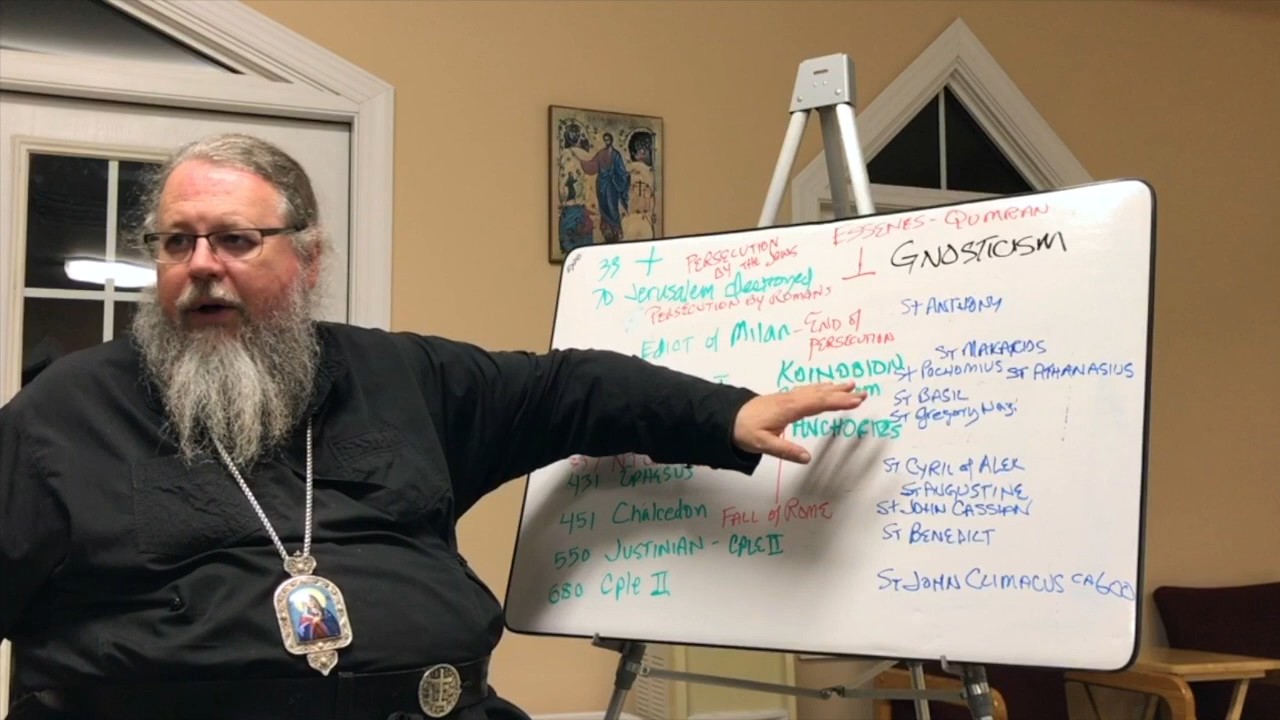 ESSENES - QUMRAN
33 + PERSECUTION
BY THE JEWS
GNOSTICISM
70 Jerusalem destroyed
PERSECUTION BY ROMANS
ST ANTHONY
EDICT of Milan - END of
PERSECUTION
ST MAKARIOS
KOINOBION
ST POCHOMIUS ST ATHANASIUS
ST BASIL
ST Gregory Nazi.
ANCHORITES
431 EPHESUS
ST CYRIL of ALEX
ST AUGUSTINE
451 Chalcedon FALL of ROME
ST JOHN CASSIAN
550 JUSTINIAN - CPLE II
ST BENEDICT
680 Cple II
ST JOHN CLIMACUS CA 600